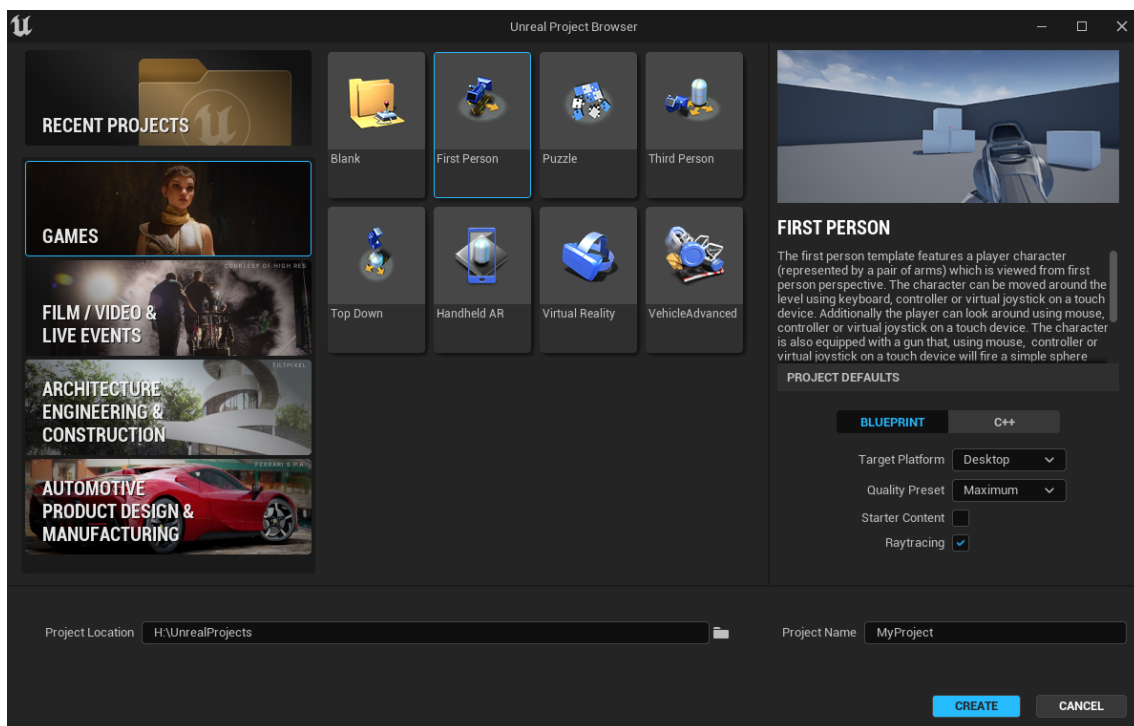 Unreal Project Browser
RECENT PROJECTS
GAMES
COURTESY OF HIGH RES
FILM / VIDEO &
LIVE EVENTS
TILTPIXEL
ARCHITECTURE
ENGINEERING &
CONSTRUCTION
FERRARI S.P.A.
AUTOMOTIVE
PRODUCT DESIGN &
MANUFACTURING
Blank
First Person
Puzzle
Third Person
Top Down
Handheld AR
Virtual Reality
VehicleAdvanced
FIRST PERSON
The first person template features a player character
(represented by a pair of arms) which is viewed from first
person perspective. The character can be moved around the
level using keyboard, controller or virtual joystick on a touch
device. Additionally the player can look around using mouse,
controller or virtual joystick on a touch device. The character
is also equipped with a gun that, using mouse, controller or
virtual joystick on a touch device will fire a simple sphere
PROJECT DEFAULTS
BLUEPRINT
C++
Target Platform Desktop
Quality Preset Maximum
Starter Content
Raytracing
Project Location H:\UnrealProjects
Project Name MyProject
CREATE
CANCEL